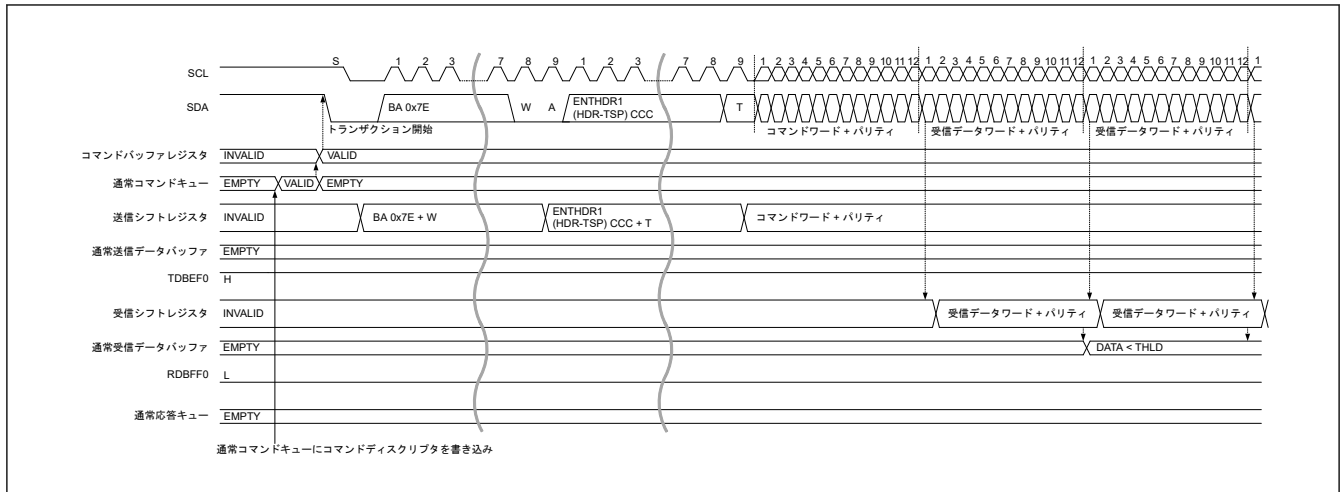 S 1 2 3 7 8 9 1 2 3 7 8 9 1 2 3 4 5 6 7 8 9 10 11 12 1 2 3 4 5 6 7 8 9 10 11 12 1 2 3 4 5 6 7 8 9 10 11 12 1
SCL
SDA BA 0x7E W A ENTHDR1 (HDR-TSP) CCC T
トランザクション開始 コマンドワード + パリティ 受信データワード + パリティ 受信データワード + パリティ
コマンドバッファレジスタ INVALID VALID
通常コマンドキュー EMPTY VALID EMPTY
送信シフトレジスタ INVALID BA 0x7E + W ENTHDR1 (HDR-TSP) CCC + T コマンドワード + パリティ
通常送信データバッファ EMPTY
TDBEF0 H
受信シフトレジスタ INVALID 受信データワード + パリティ 受信データワード + パリティ
通常受信データバッファ EMPTY DATA < THLD
RDBFF0 L
通常応答キュー EMPTY
通常コマンドキューにコマンドディスクリプタを書き込み